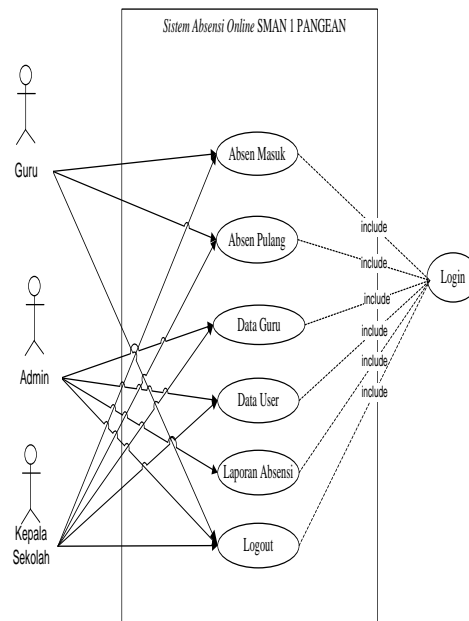 Sistem Absensi Online SMAN 1 PANGEAN
Guru
Absen Masuk
include
Absen Pulang
include
Login
Data Guru
include
Admin
Data User
include
include
Laporan Absensi
include
Kepala
Sekolah
Logout